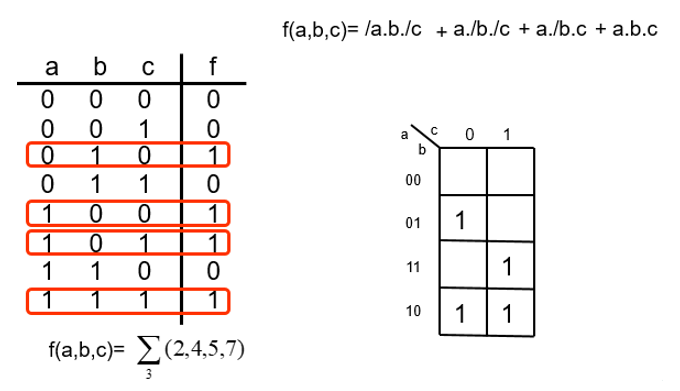 f(a,b,c)= /a.b./c + a./b./c + a./b.c + a.b.c
a b c f
0 0 0 0
0 0 1 0
0 1 0 1
0 1 1 0
1 0 0 1
1 0 1 1
1 1 0 0
1 1 1 1
f(a,b,c)= ∑ (2,4,5,7)
3
a c 0 1
b
00
01 1
11 1
10 1 1